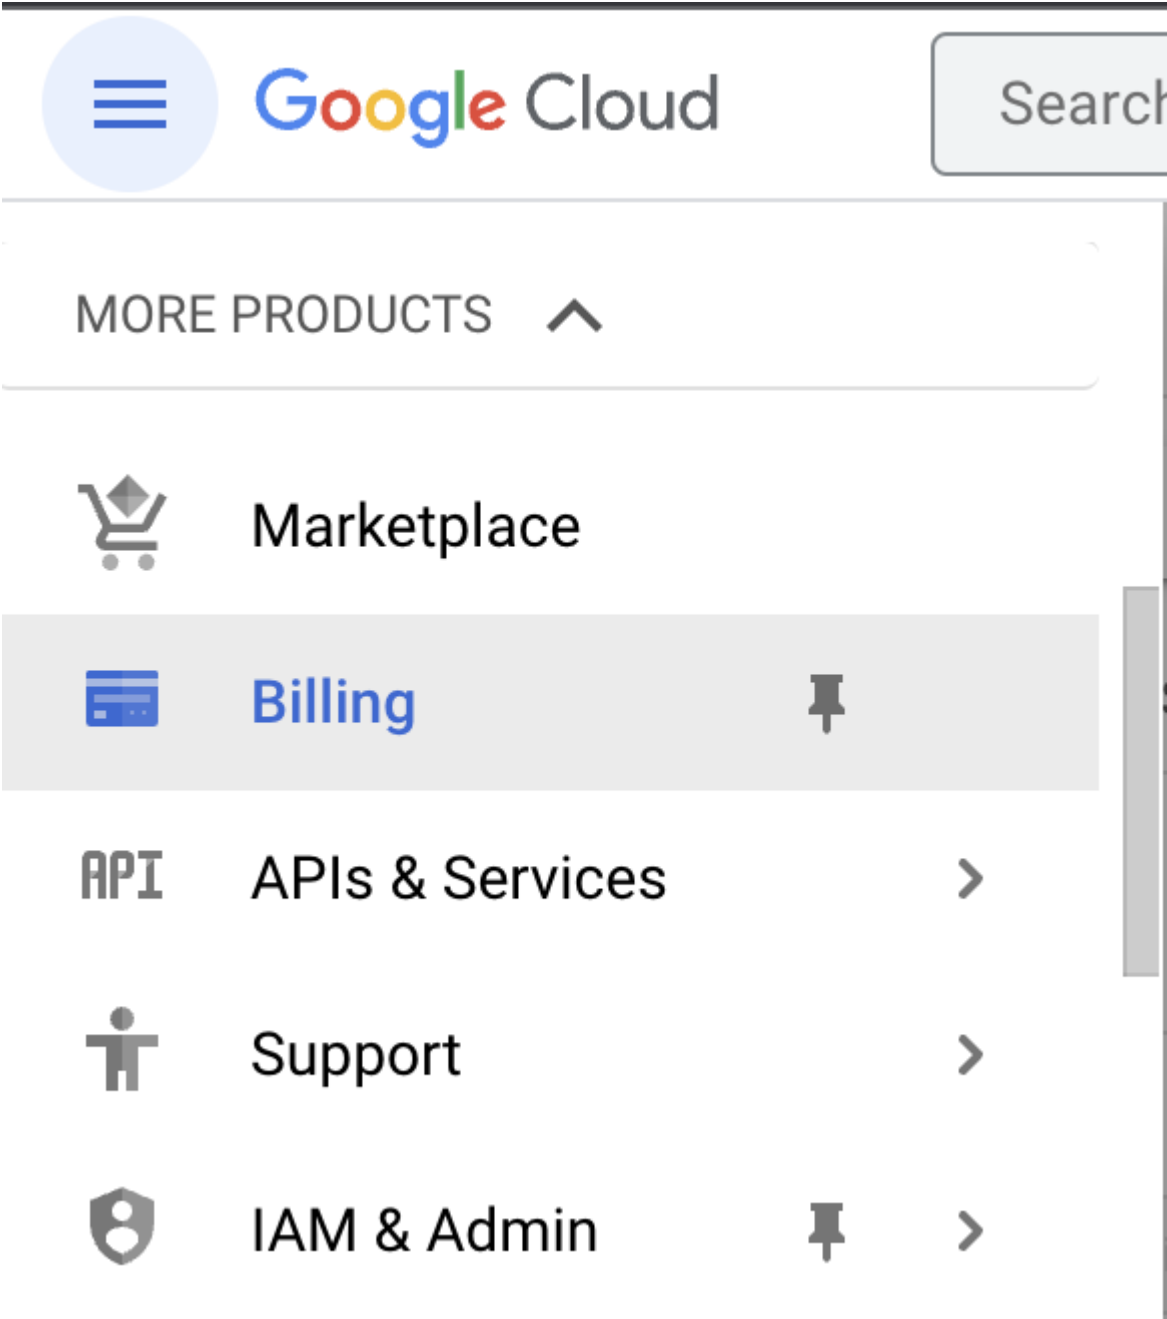 Google Cloud
Search
MORE PRODUCTS
Marketplace
Billing
API
APIs & Services
Support
IAM & Admin